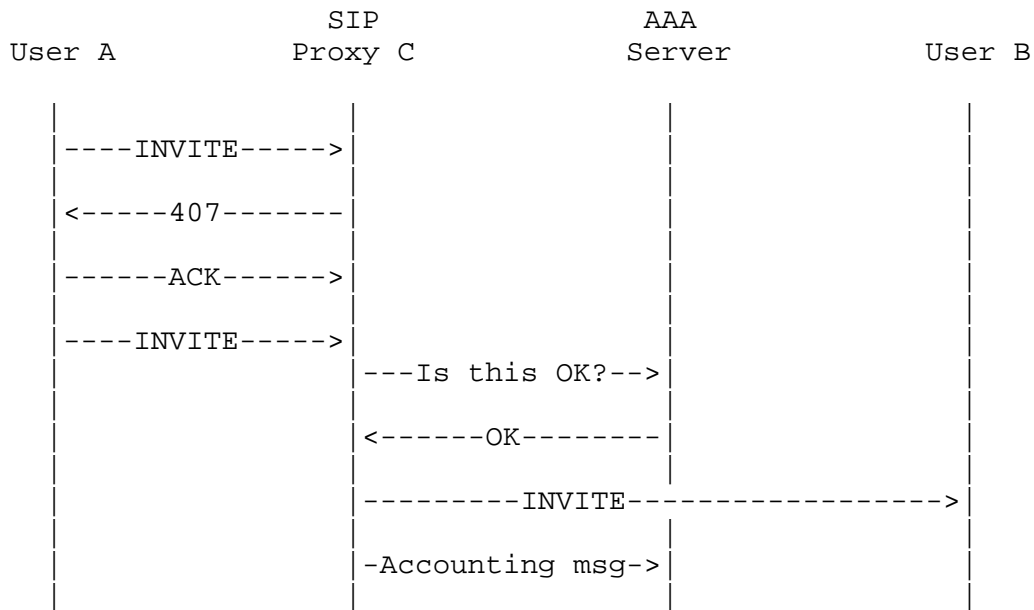 SIP AAA
User A Proxy C Server User B
----INVITE----->
<-----407-------
------ACK------>
----INVITE----->
---Is this OK?-->
<------OK--------
---------INVITE----------------->
-Accounting msg->